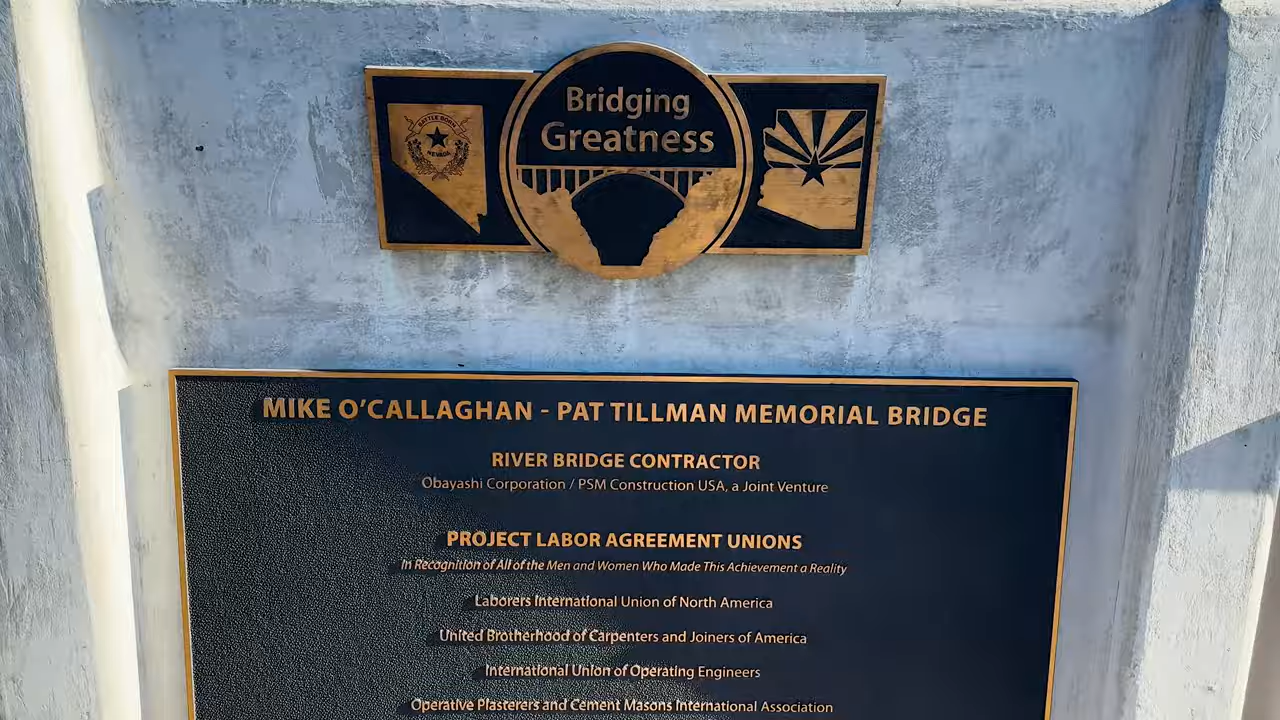 Bridging
Greatness
BATTLE BORN
NEVADA
MIKE O'CALLAGHAN - PAT TILLMAN MEMORIAL BRIDGE
RIVER BRIDGE CONTRACTOR
Obayashi Corporation / PSM Construction USA, a Joint Venture
PROJECT LABOR AGREEMENT UNIONS
In Recognition of All of the Men and Women Who Made This Achievement a Reality
Laborers International Union of North America
United Brotherhood of Carpenters and Joiners of America
International Union of Operating Engineers
Operative Plasterers and Cement Masons International Association